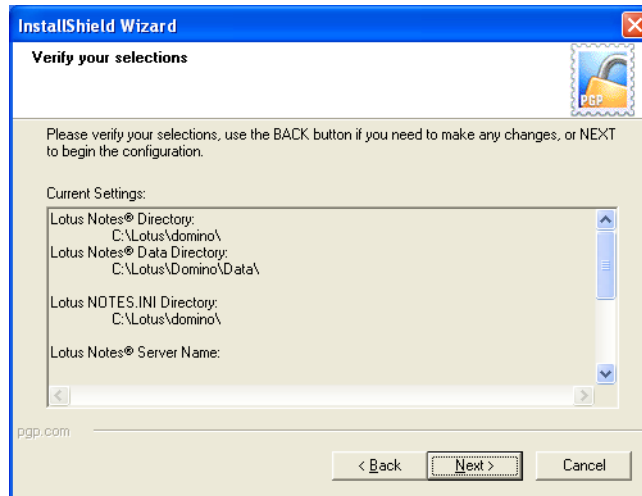 InstallShield Wizard
Verify your selections
PGP
Please verify your selections, use the BACK button if you need to make any changes, or NEXT
to begin the configuration.
Current Settings:
Lotus Notes® Directory:
C:\Lotus\domino\
Lotus Notes® Data Directory:
C:\Lotus\Domino\Data\
Lotus NOTES.INI Directory:
C:\Lotus\domino\
Lotus Notes® Server Name:
pgp.com
< Back Next > Cancel